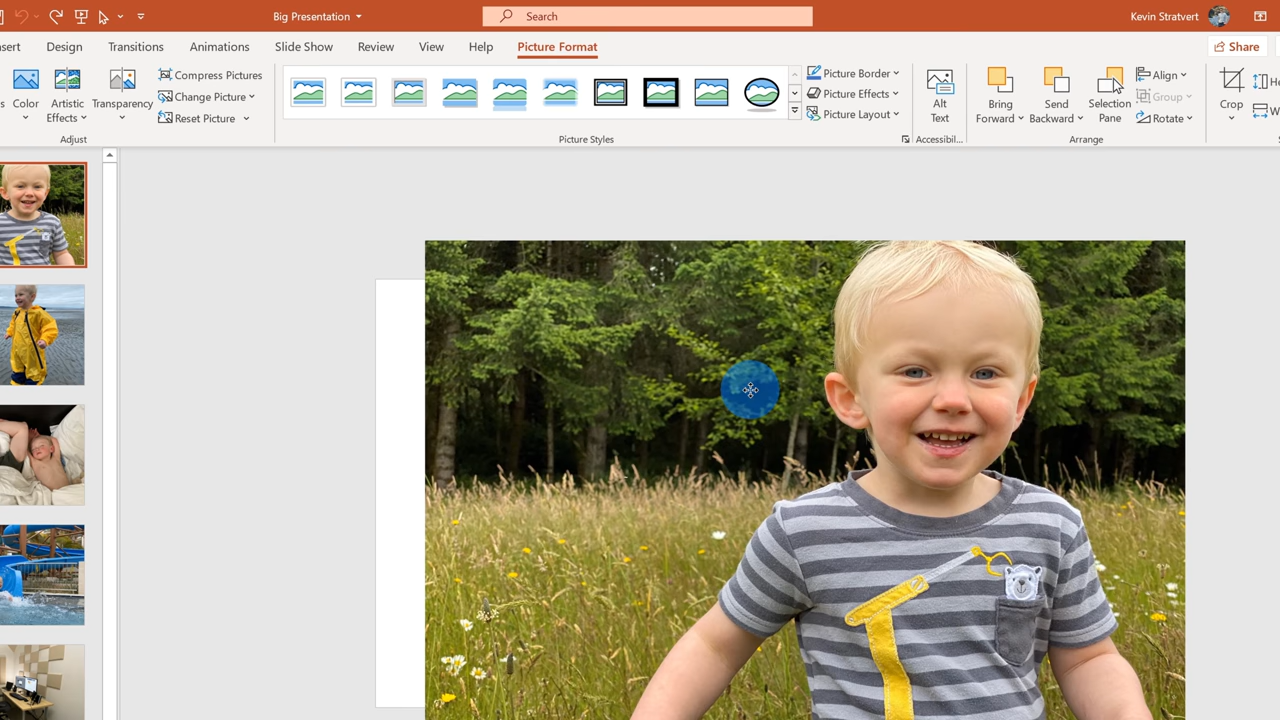 Big Presentation
Search
Kevin Stratvert
Design
Transitions
Animations
Slide Show
Review
View
Help
Picture Format
Share
Color
Artistic
Effects
Transparency
Compress Pictures
Change Picture
Reset Picture
Adjust
Picture Border
Picture Effects
Picture Layout
Picture Styles
Alt
Text
Accessibil...
Bring
Forward
Send
Backward
Selection
Pane
Align
Group
Rotate
Arrange
Crop